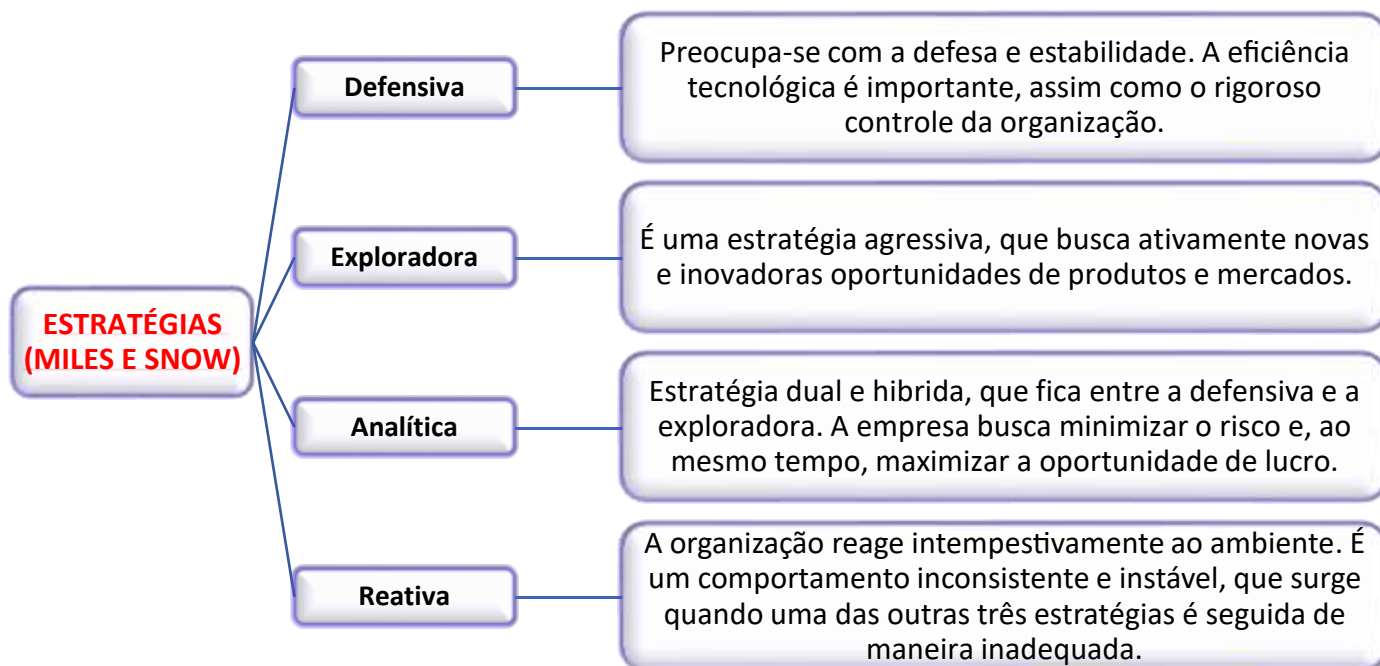 ESTRATÉGIAS
(MILES E SNOW)
Defensiva
Preocupa-se com a defesa e estabilidade. A eficiência
tecnológica é importante, assim como o rigoroso
controle da organização.
Exploradora
É uma estratégia agressiva, que busca ativamente novas
e inovadoras oportunidades de produtos e mercados.
Analítica
Estratégia dual e hibrida, que fica entre a defensiva e a
exploradora. A empresa busca minimizar o risco e, ao
mesmo tempo, maximizar a oportunidade de lucro.
Reativa
A organização reage intempestivamente ao ambiente. É
um comportamento inconsistente e instável, que surge
quando uma das outras três estratégias é seguida de
maneira inadequada.